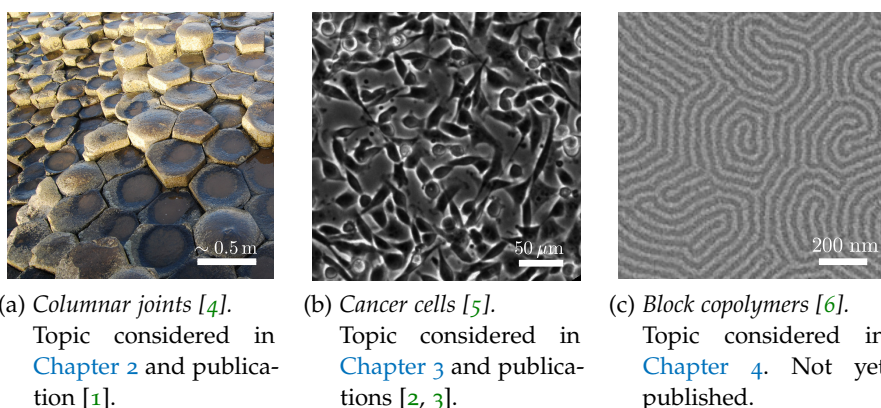 ~ 0.5 m
50 μm
200 nm
(a) Columnar joints [4].
Topic considered in
Chapter 2 and publica-
tion [1].
(b) Cancer cells [5].
Topic considered in
Chapter 3 and publica-
tions [2, 3].
(c) Block copolymers [6].
Topic considered in
Chapter 4. Not yet
published.